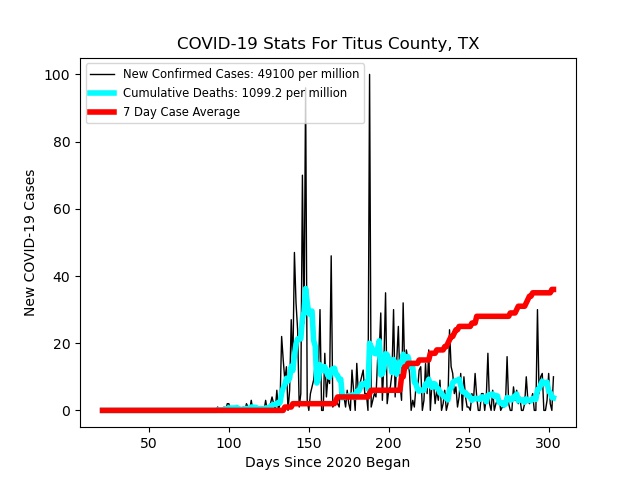 COVID-19 Stats For Titus County, TX
New Confirmed Cases: 49100 per million
Cumulative Deaths: 1099.2 per million
7 Day Case Average
New COVID-19 Cases
100
80
60
40
20
0
50 100 150 200 250 300
Days Since 2020 Began